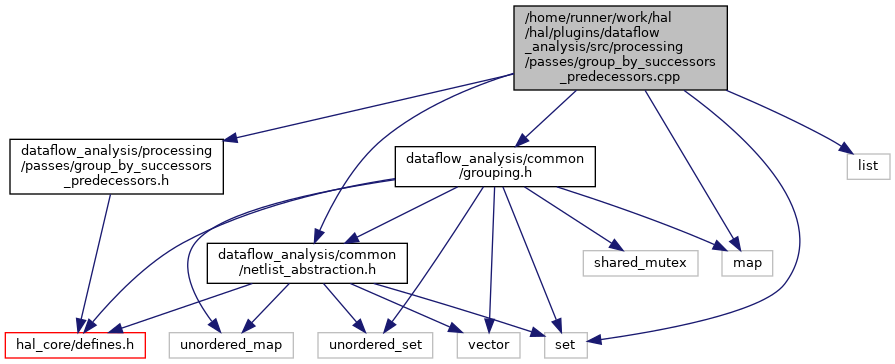 /home/runner/work/hal
/hal/plugins/dataflow
_analysis/src/processing
/passes/group_by_successors
_predecessors.cpp
dataflow_analysis/processing
/passes/group_by_successors
_predecessors.h
dataflow_analysis/common
/grouping.h
list
dataflow_analysis/common
/netlist_abstraction.h
shared_mutex
map
hal_core/defines.h
unordered_map
unordered_set
vector
set